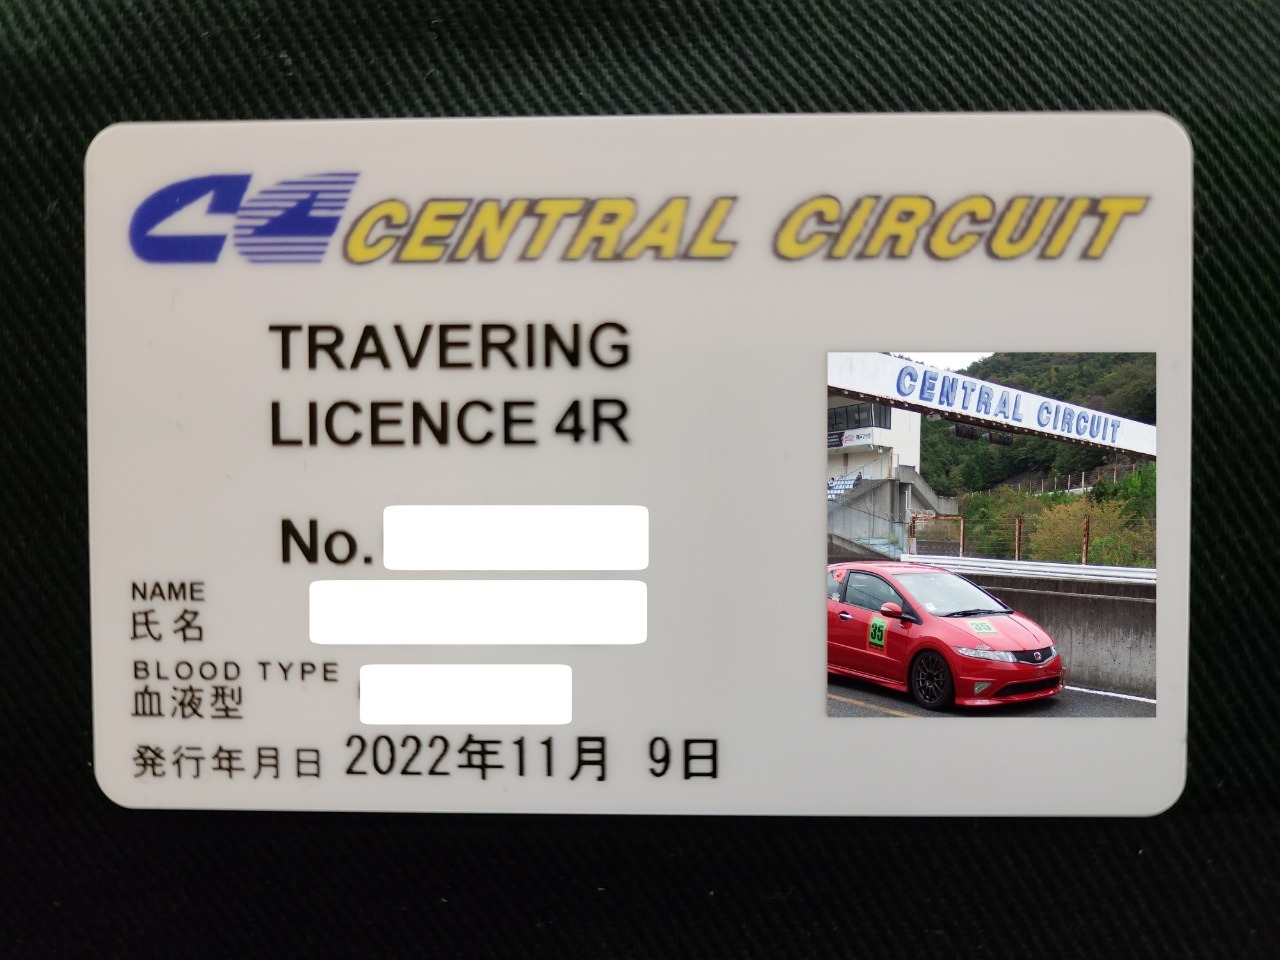 CENTRAL CIRCUIT
TRAVERING
LICENCE 4R
No.
NAME
氏名
BLOOD TYPE
血液型
発行年月日 2022年11月 9日
CENTRAL CIRCUIT
35
35